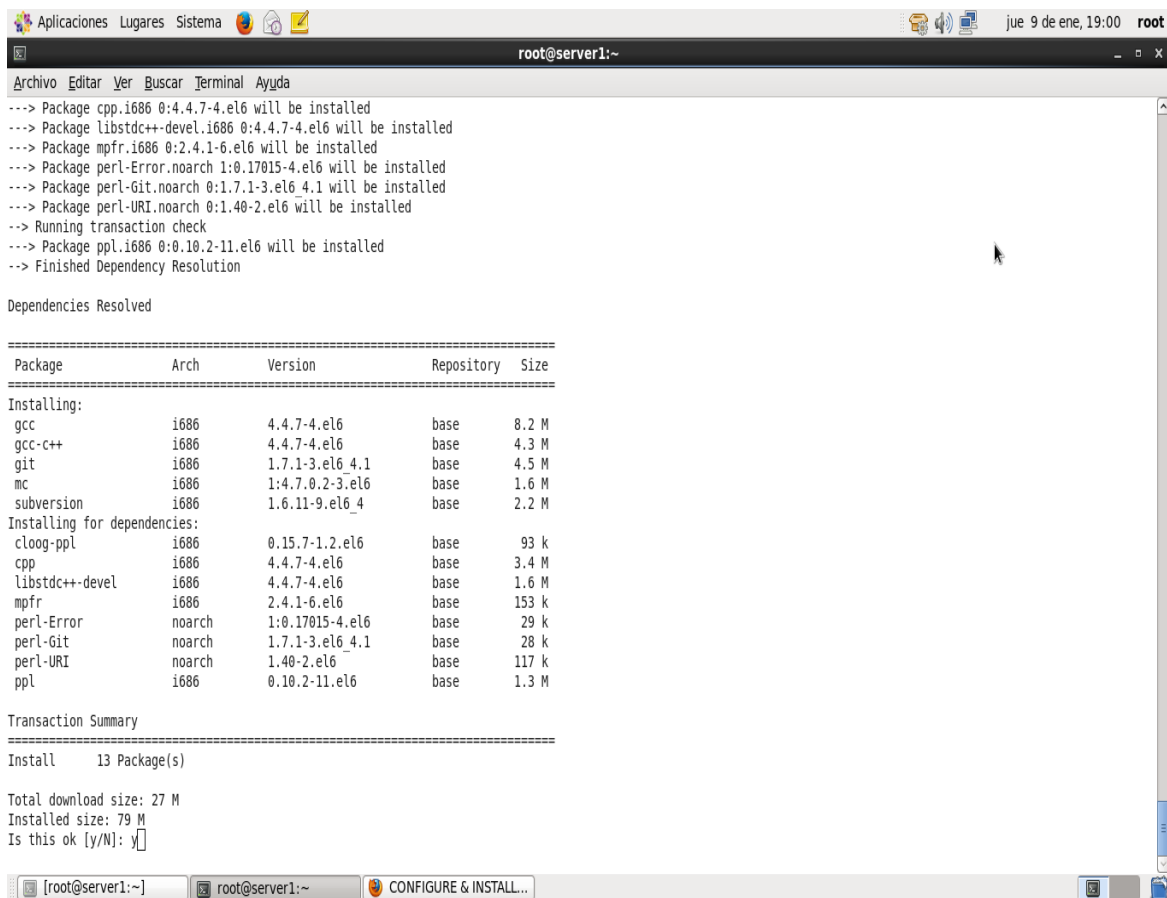 Aplicaciones Lugares Sistema jue 9 de ene, 19:00 root
root@server1:~
Archivo Editar Ver Buscar Terminal Ayuda
---> Package cpp.i686 0:4.4.7-4.el6 will be installed
---> Package libstdc++-devel.i686 0:4.4.7-4.el6 will be installed
---> Package mpfr.i686 0:2.4.1-6.el6 will be installed
---> Package perl-Error.noarch 1:0.17015-4.el6 will be installed
---> Package perl-Git.noarch 0:1.7.1-3.el6_4.1 will be installed
---> Package perl-URI.noarch 0:1.40-2.el6 will be installed
--> Running transaction check
---> Package ppl.i686 0:0.10.2-11.el6 will be installed
--> Finished Dependency Resolution
Dependencies Resolved
================================================================================
Package Arch Version Repository Size
================================================================================
Installing:
gcc i686 4.4.7-4.el6 base 8.2 M
gcc-c++ i686 4.4.7-4.el6 base 4.3 M
git i686 1.7.1-3.el6_4.1 base 4.5 M
mc i686 1:4.7.0.2-3.el6 base 1.6 M
subversion i686 1.6.11-9.el6_4 base 2.2 M
Installing for dependencies:
cloog-ppl i686 0.15.7-1.2.el6 base 93 k
cpp i686 4.4.7-4.el6 base 3.4 M
libstdc++-devel i686 4.4.7-4.el6 base 1.6 M
mpfr i686 2.4.1-6.el6 base 153 k
perl-Error noarch 1:0.17015-4.el6 base 29 k
perl-Git noarch 1.7.1-3.el6_4.1 base 28 k
perl-URI noarch 1.40-2.el6 base 117 k
ppl i686 0.10.2-11.el6 base 1.3 M
Transaction Summary
================================================================================
Install 13 Package(s)
Total download size: 27 M
Installed size: 79 M
Is this ok [y/N]: y
[root@server1:~] root@server1:~ CONFIGURE & INSTALL...